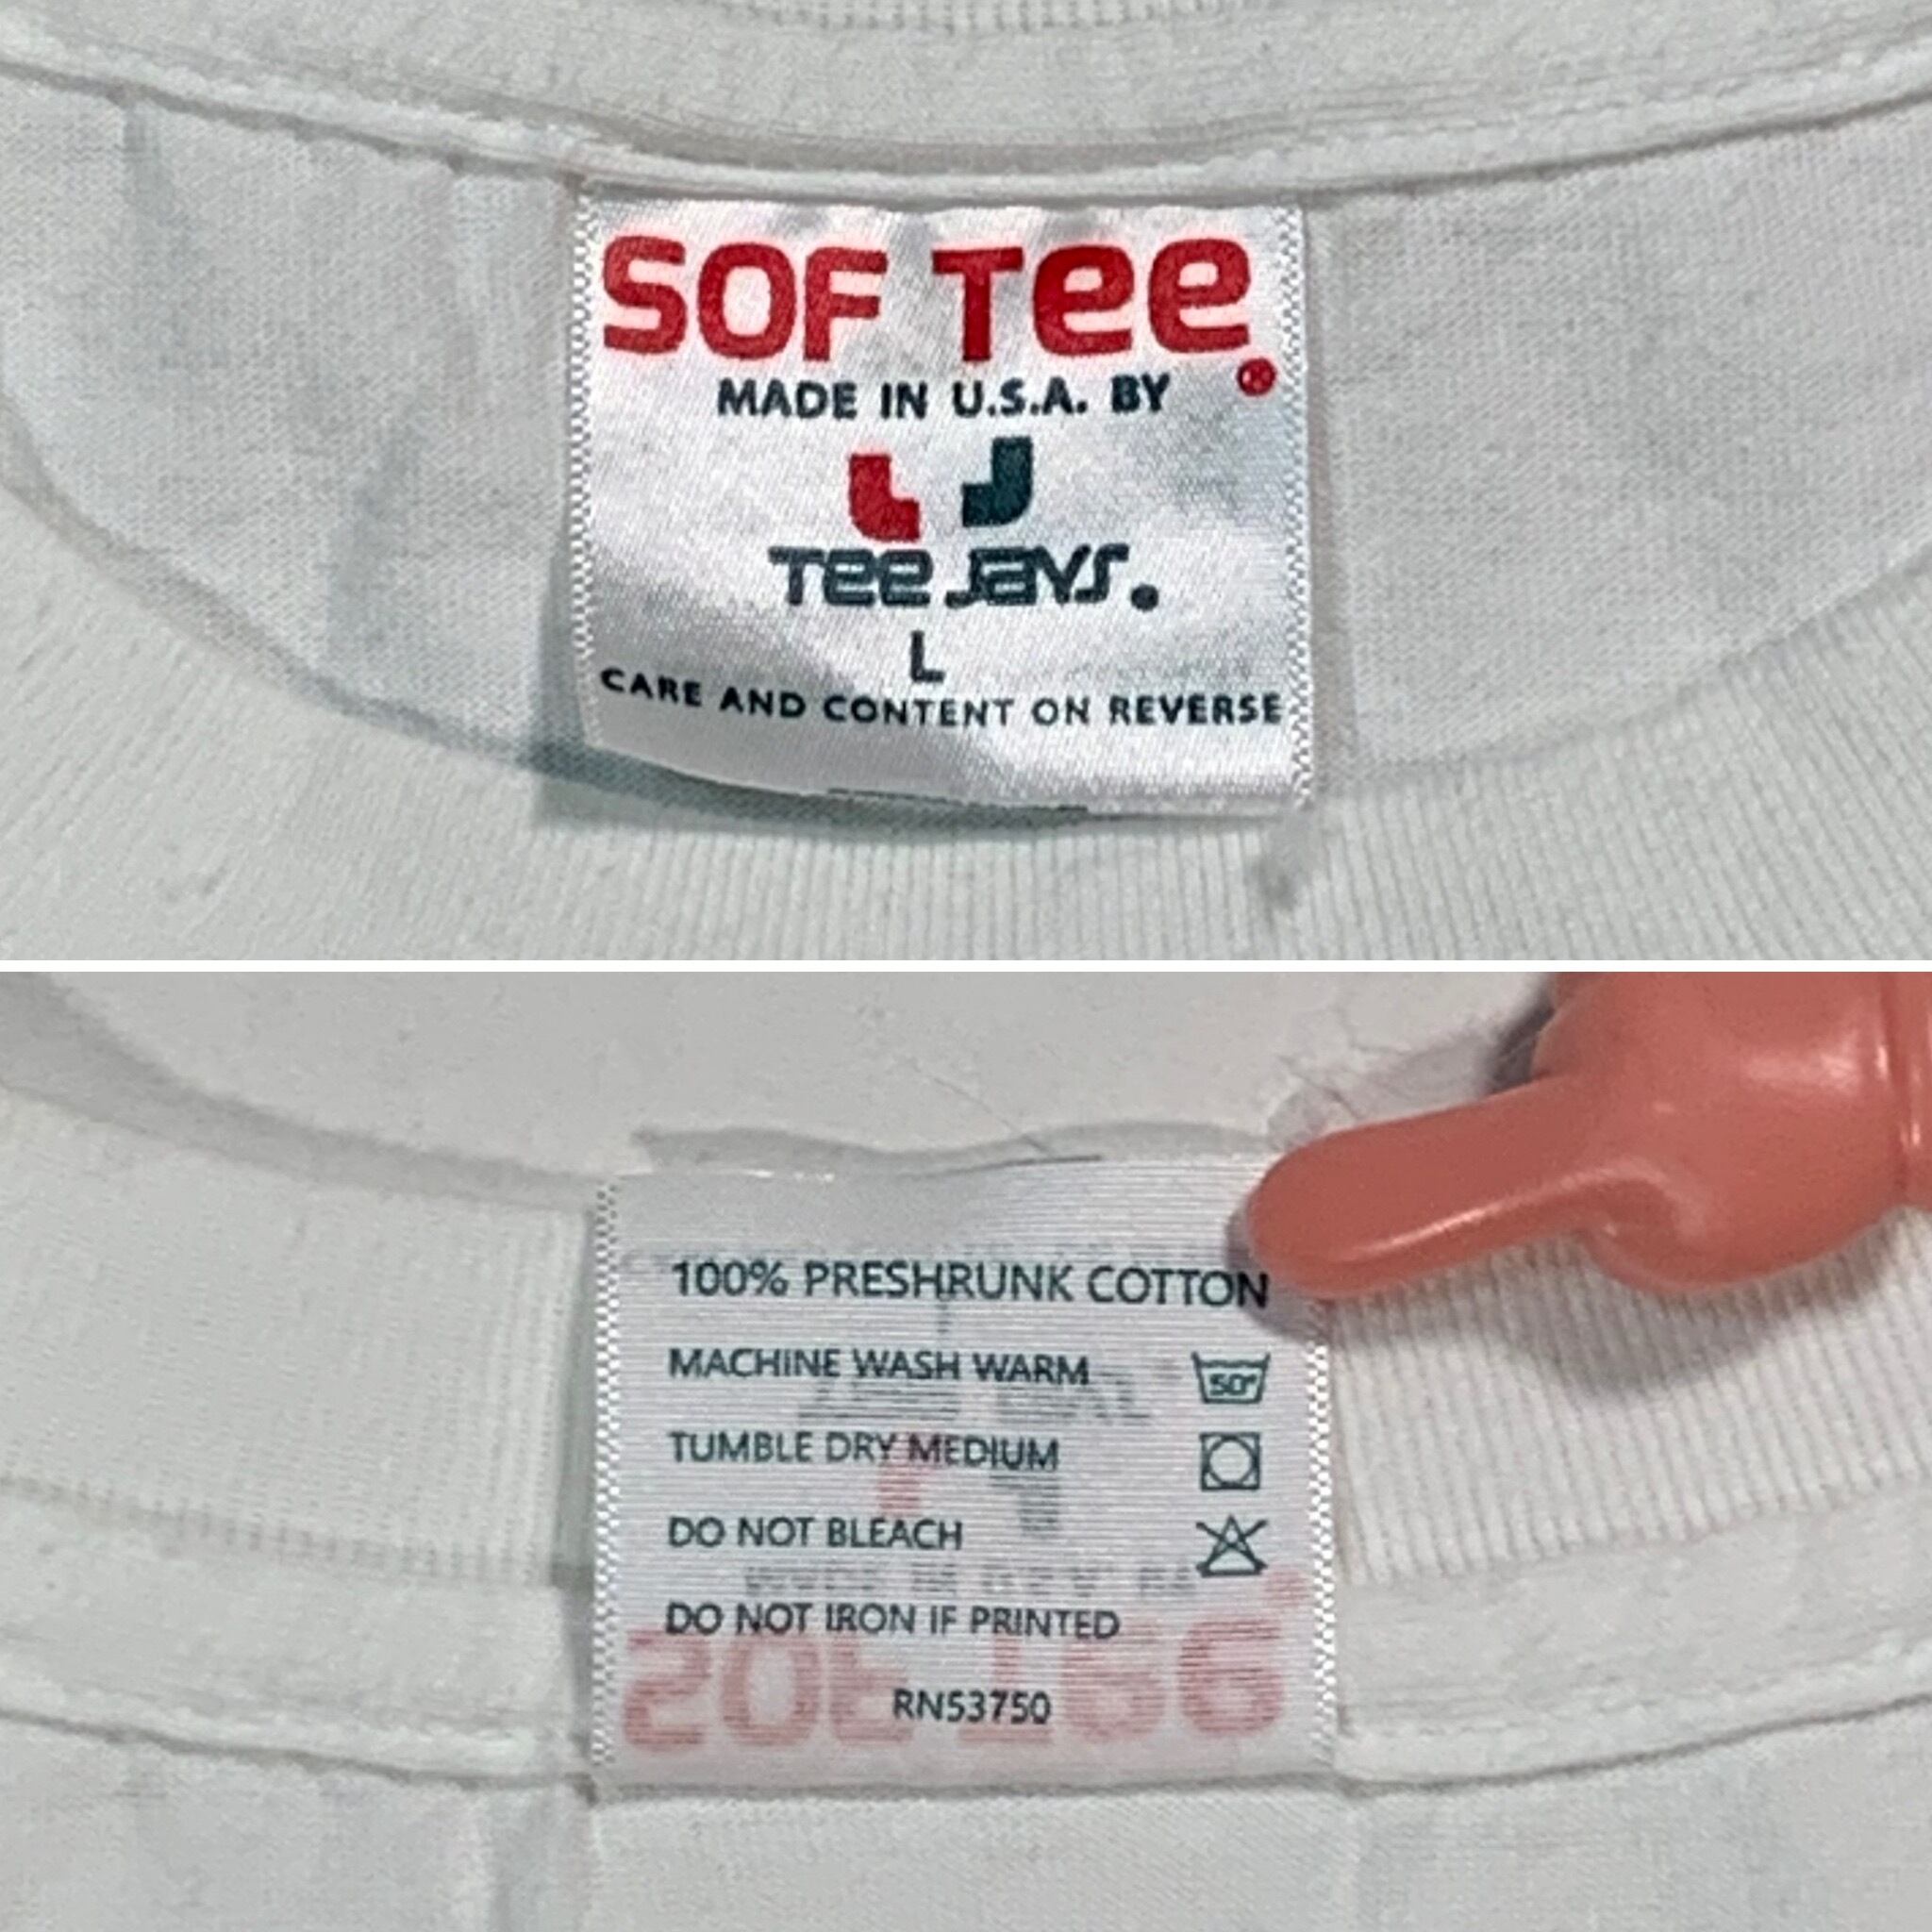 SOF Tee
MADE IN U.S.A. BY
Tee Jays.
L
CARE AND CONTENT ON REVERSE
100% PRESHRUNK COTTON
MACHINE WASH WARM
50°
TUMBLE DRY MEDIUM
DO NOT BLEACH
DO NOT IRON IF PRINTED
RN53750